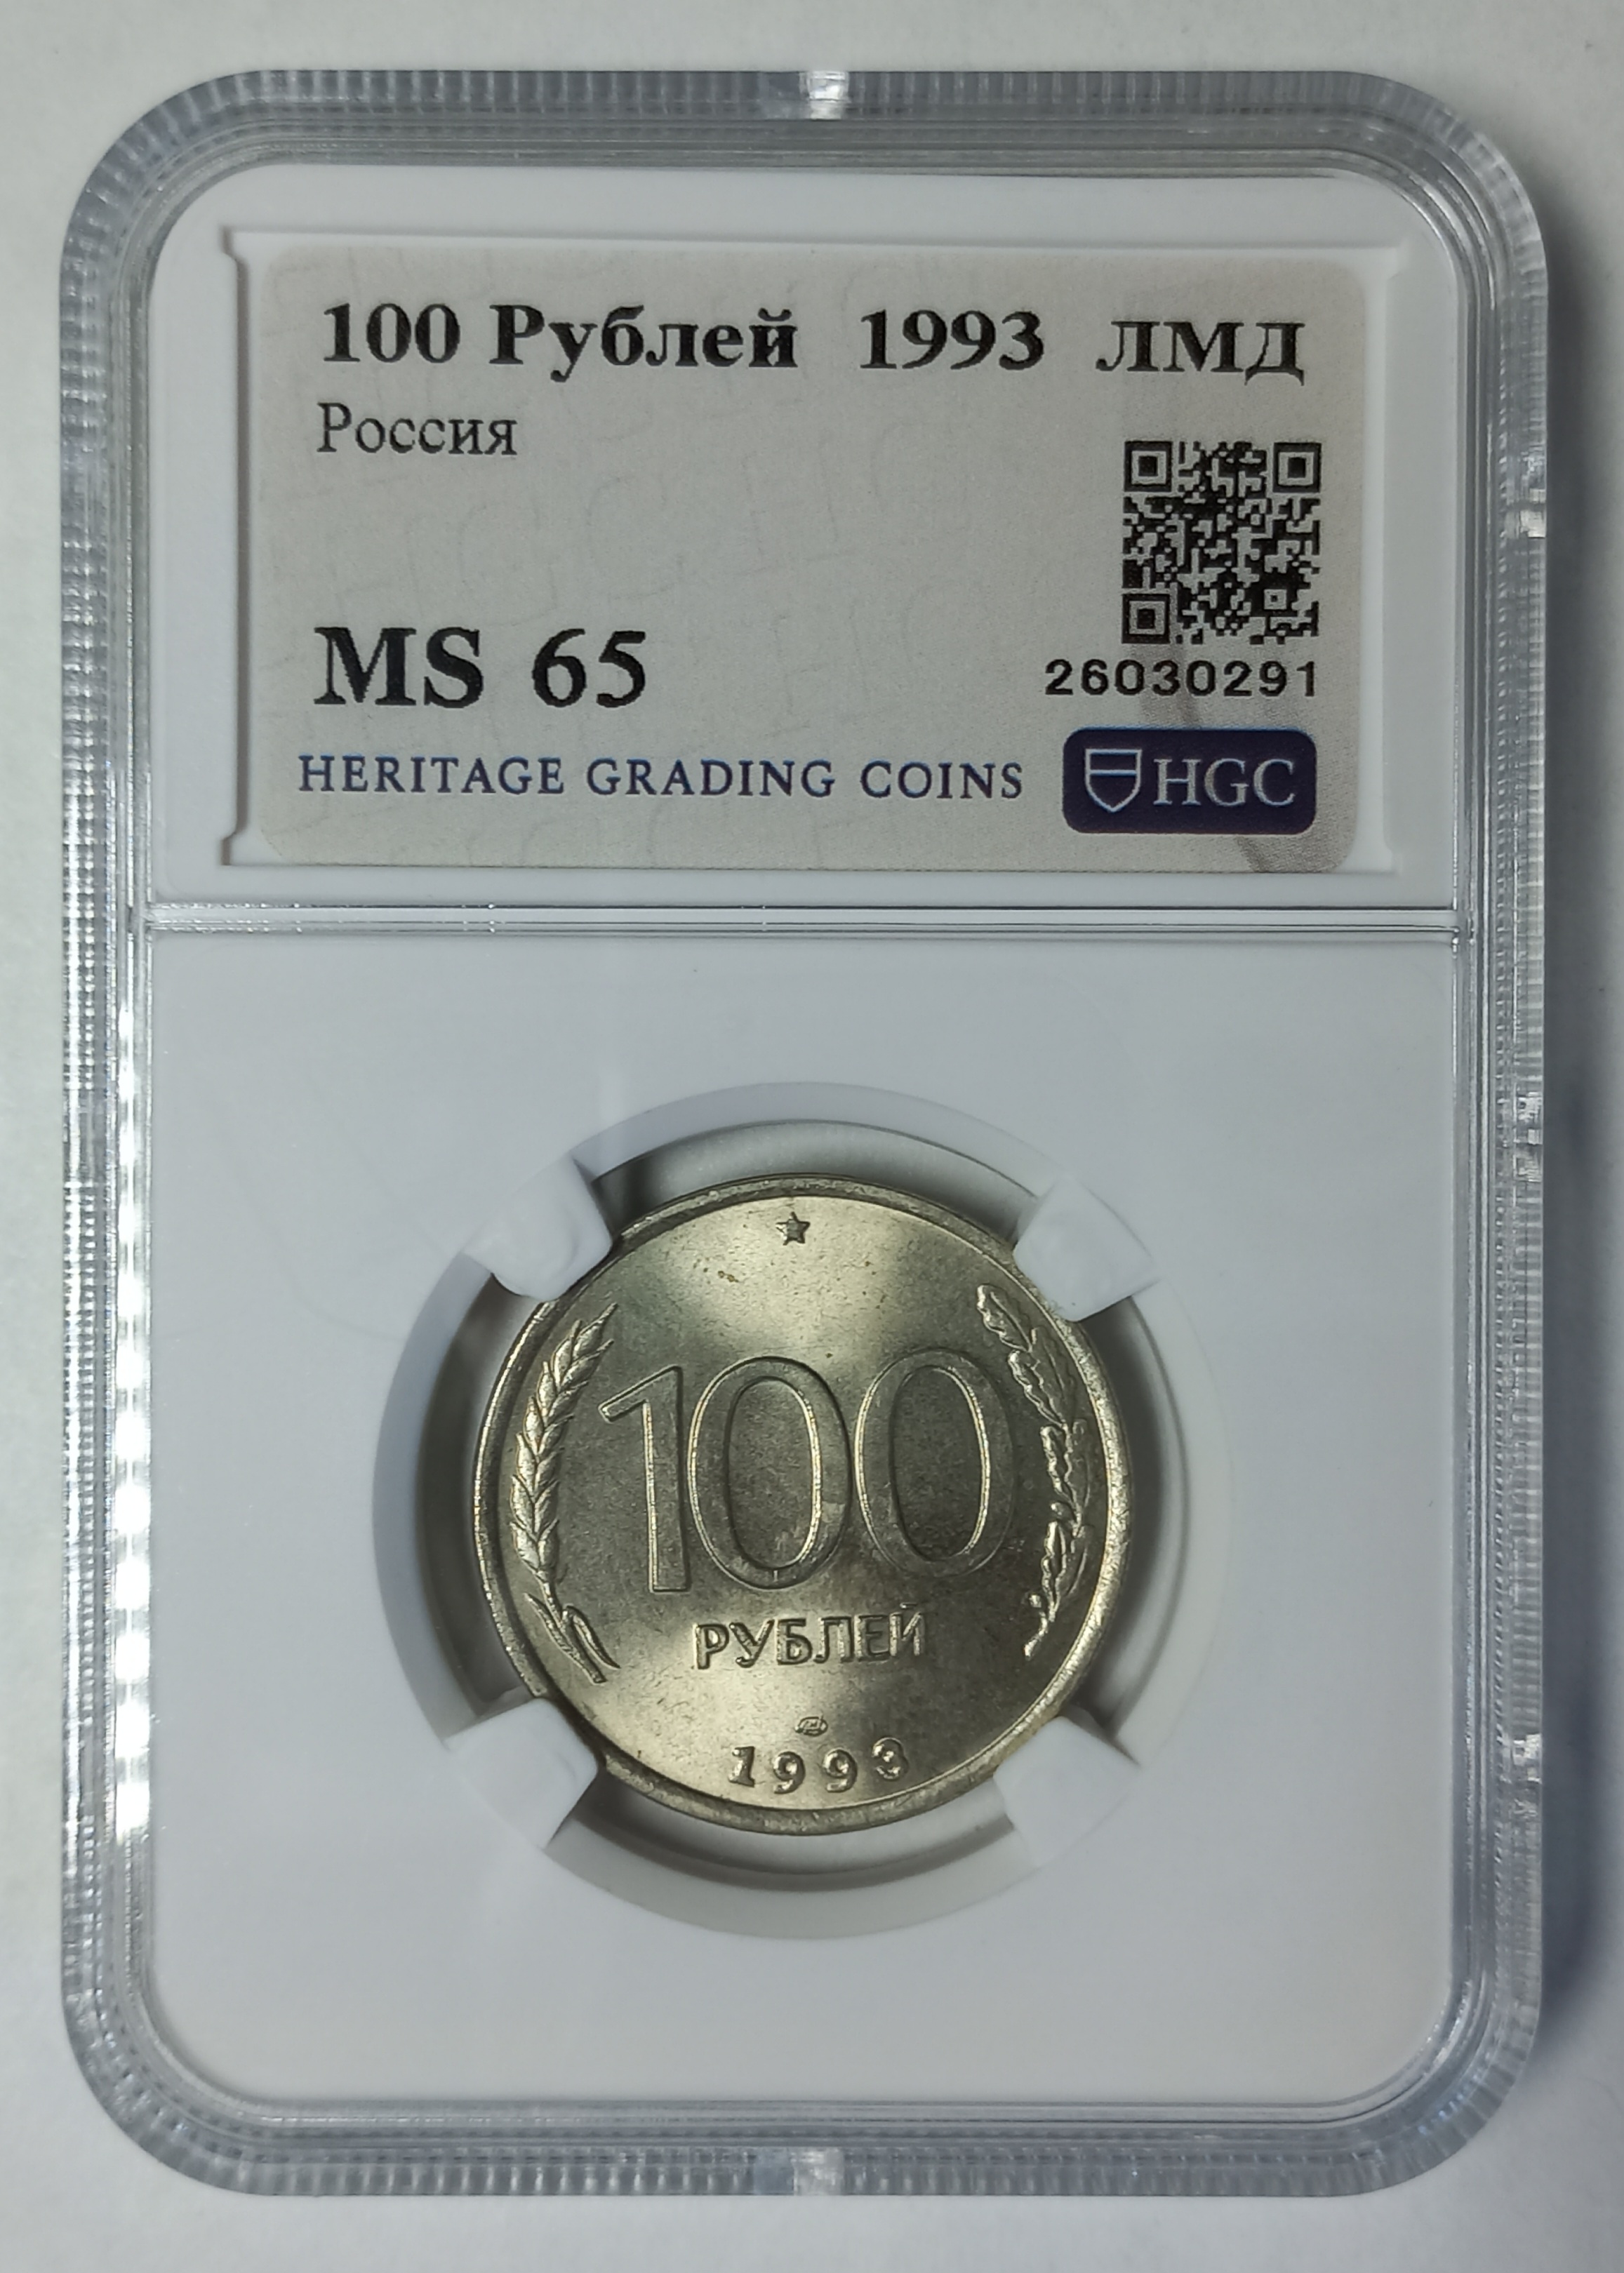 100 Рублей 1993 ЛМД
Россия
MS 65
26030291
HERITAGE GRADING COINS HGC
100
РУБЛЕЙ
1993